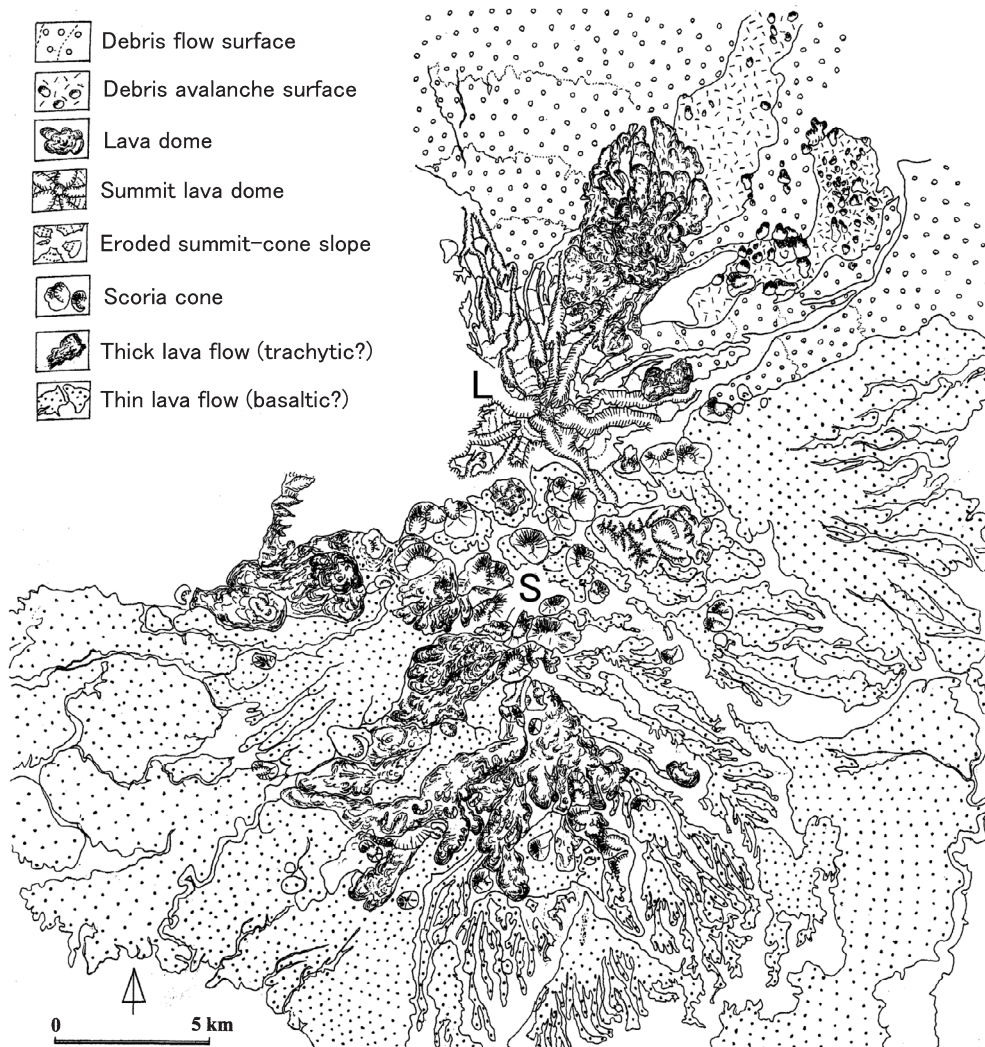 Debris flow surface
Debris avalanche surface
Lava dome
Summit lava dome
Eroded summit-cone slope
Scoria cone
Thick lava flow (trachytic?)
Thin lava flow (basaltic?)
L
S
0 5 km